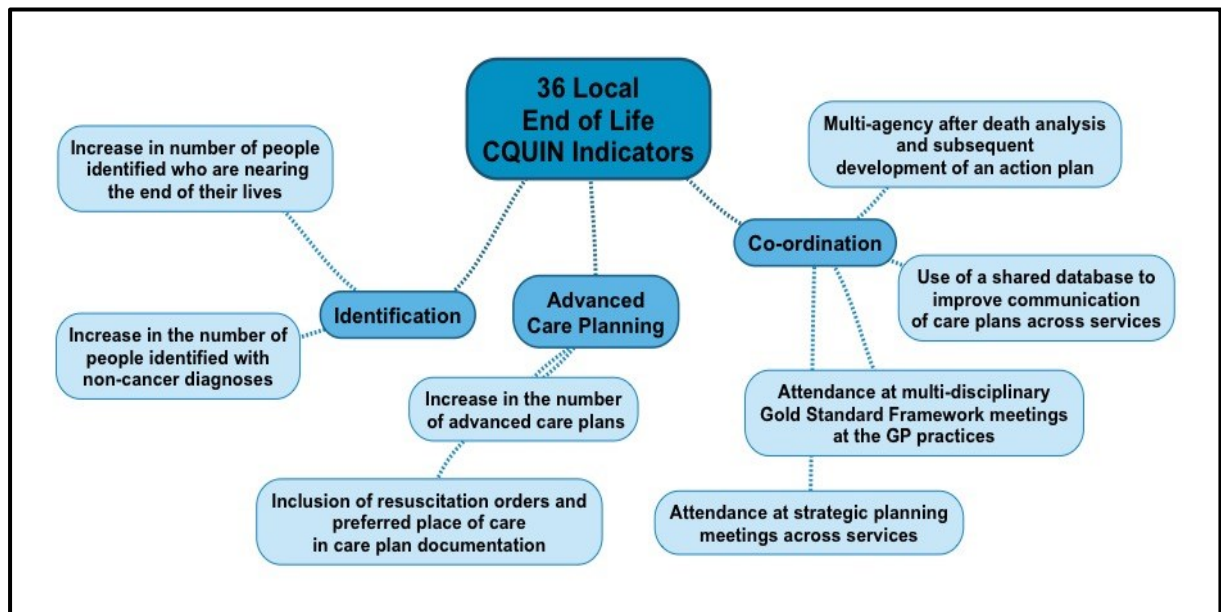 36 Local
End of Life
CQUIN Indicators
Increase in number of people
identified who are nearing
the end of their lives
Identification
Increase in the number of
people identified with
non-cancer diagnoses
Advanced
Care Planning
Increase in the number
of advanced care plans
Inclusion of resuscitation orders and
preferred place of care
in care plan documentation
Multi-agency after death analysis
and subsequent
development of an action plan
Co-ordination
Use of a shared database to
improve communication
of care plans across services
Attendance at multi-disciplinary
Gold Standard Framework meetings
at the GP practices
Attendance at strategic planning
meetings across services